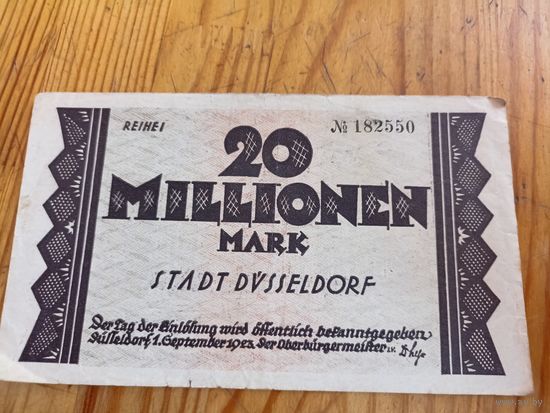 REIHE I
№ 182550
20
MILLIONEN
MARK
STADT DÜSSELDORF
Der Tag der Einlösung wird öffentlich bekanntgegeben
Düsseldorf 1. September 1923. Der Oberbürgermeister i.v.